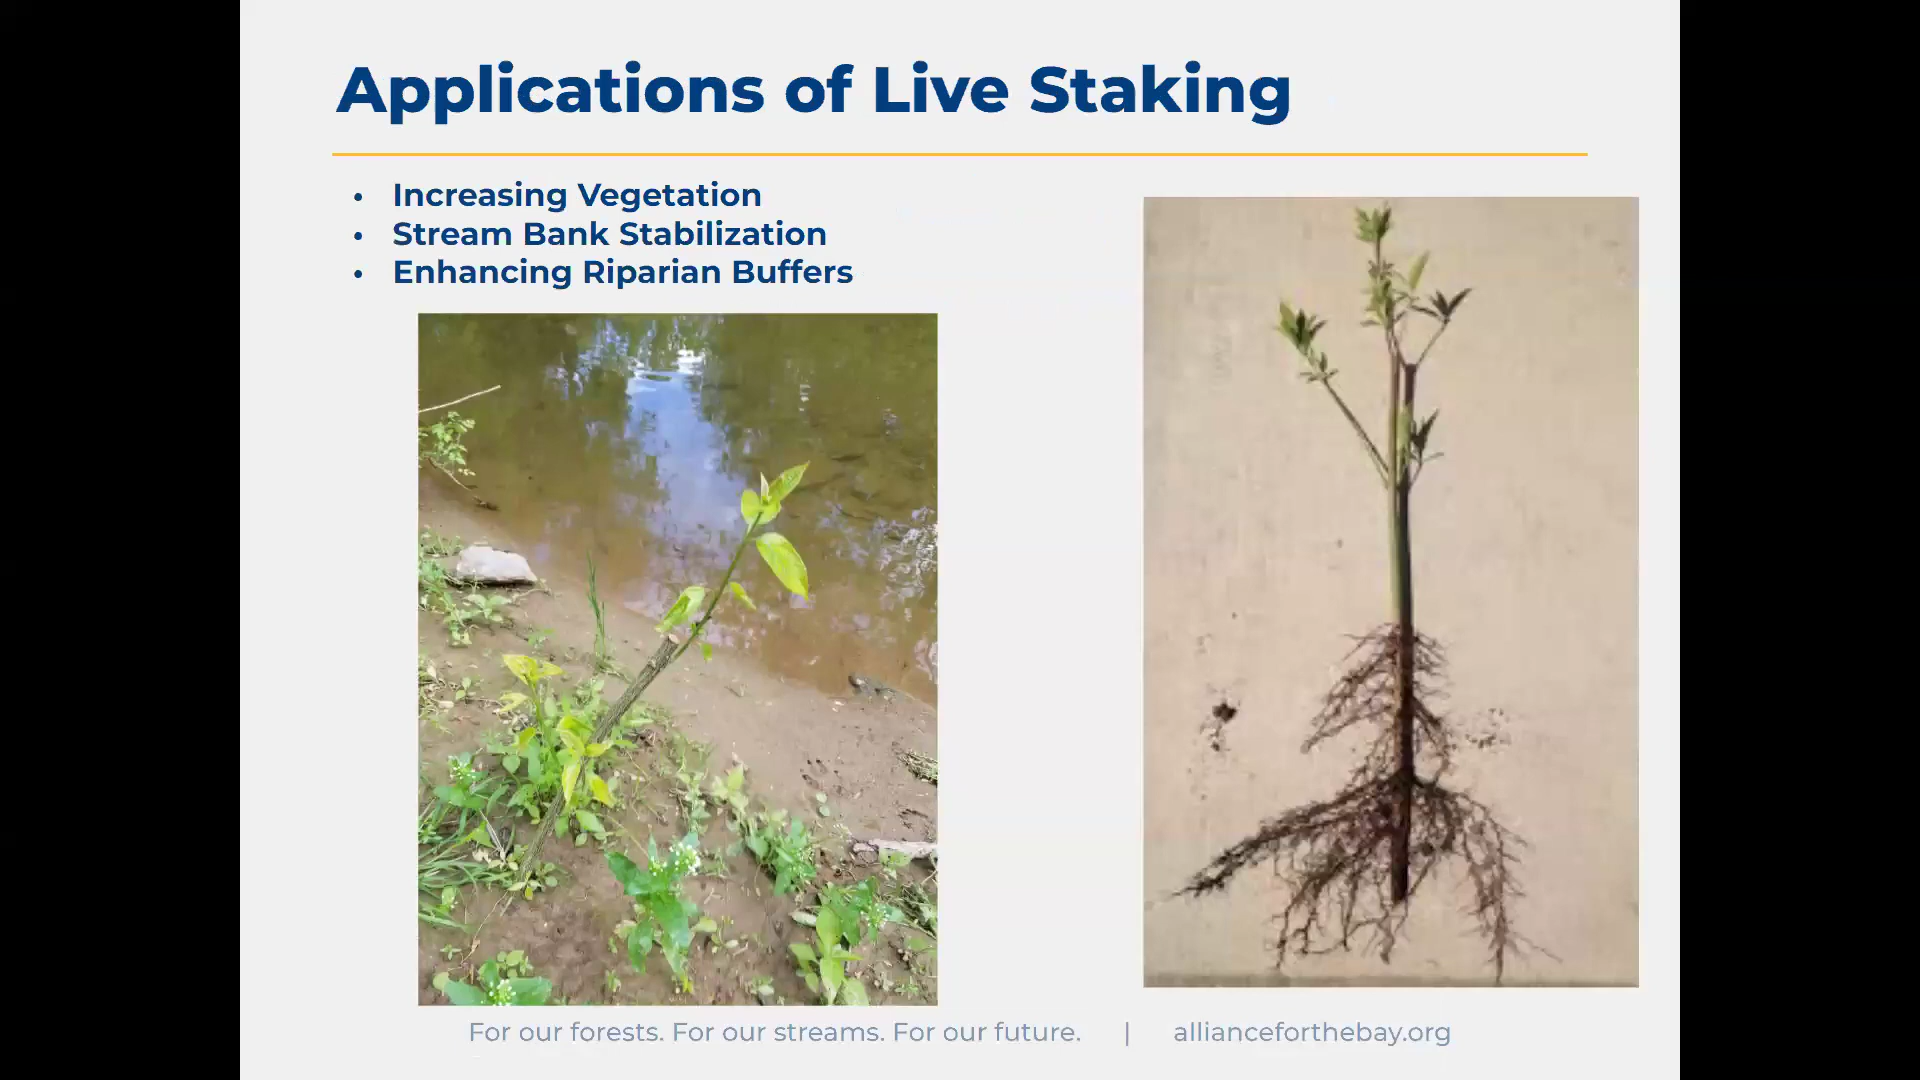 Applications of Live Staking
• Increasing Vegetation
• Stream Bank Stabilization
• Enhancing Riparian Buffers
For our forests. For our streams. For our future. | allianceforthebay.org